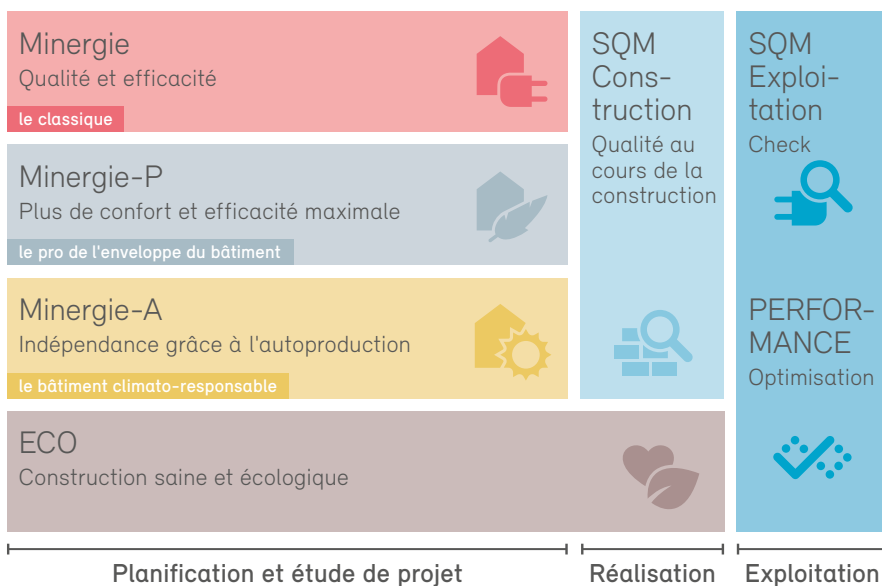 Minergie
Qualité et efficacité
le classique
Minergie-P
Plus de confort et efficacité maximale
le pro de l'enveloppe du bâtiment
Minergie-A
Indépendance grâce à l'autoproduction
le bâtiment climato-responsable
ECO
Construction saine et écologique
SQM
Cons-
truction
Qualité au
cours de la
construction
SQM
Exploi-
tation
Check
PERFOR-
MANCE
Optimisation
Planification et étude de projet
Réalisation
Exploitation